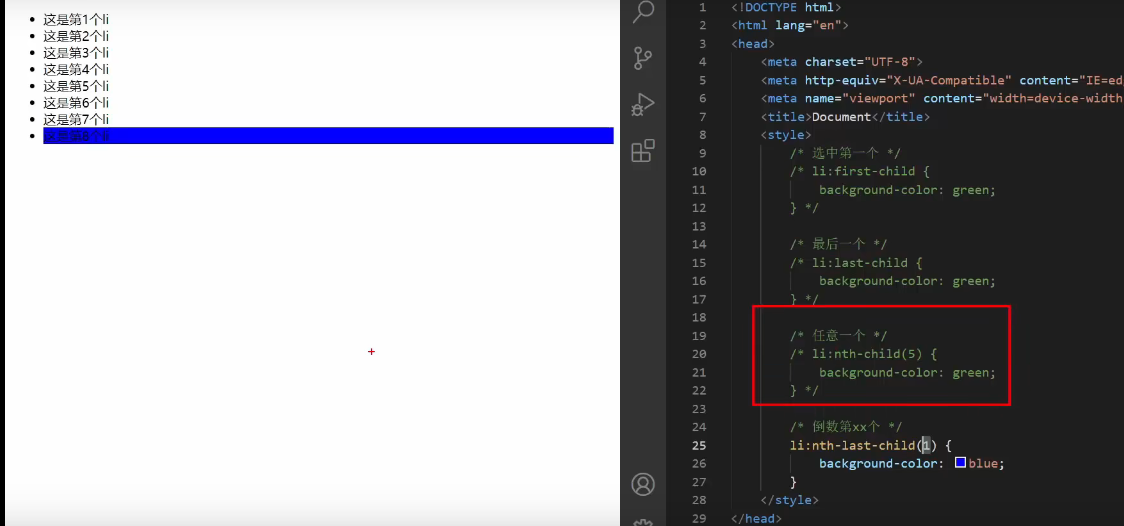 这是第1个li
这是第2个li
这是第3个li
这是第4个li
这是第5个li
这是第6个li
这是第7个li
这是第8个li
1 <!DOCTYPE html>
2 <html lang="en">
3 <head>
4 <meta charset="UTF-8">
5 <meta http-equiv="X-UA-Compatible" content="IE=ed
6 <meta name="viewport" content="width=device-width
7 <title>Document</title>
8 <style>
9 /* 选中第一个 */
10 /* li:first-child {
11 background-color: green;
12 } */
13
14 /* 最后一个 */
15 /* li:last-child {
16 background-color: green;
17 } */
18
19 /* 任意一个 */
20 /* li:nth-child(5) {
21 background-color: green;
22 } */
23
24 /* 倒数第xx个 */
25 li:nth-last-child(1) {
26 background-color: blue;
27 }
28 </style>
29 </head>